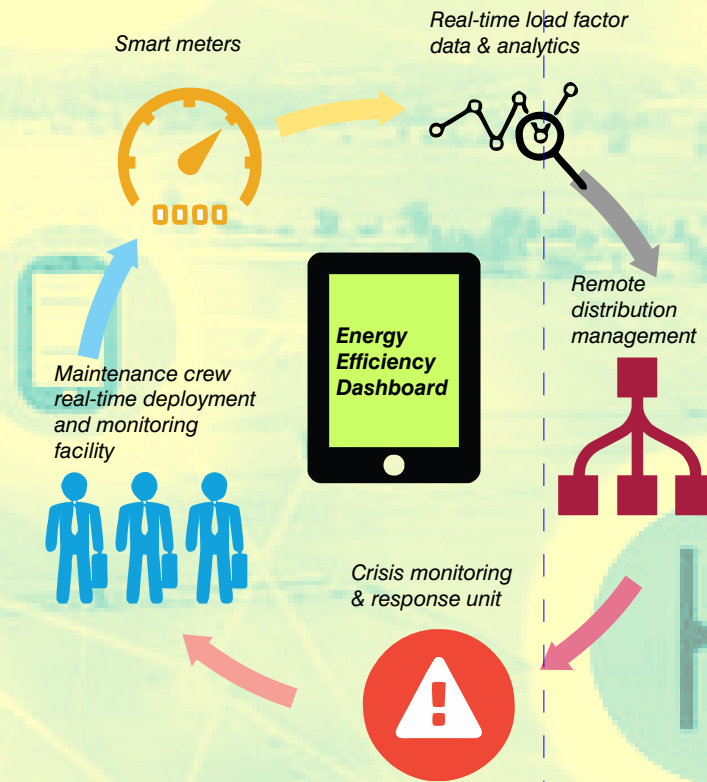 Smart meters
Real-time load factor
data & analytics
Remote
distribution
management
Energy
Efficiency
Dashboard
Maintenance crew
real-time deployment
and monitoring
facility
Crisis monitoring
& response unit